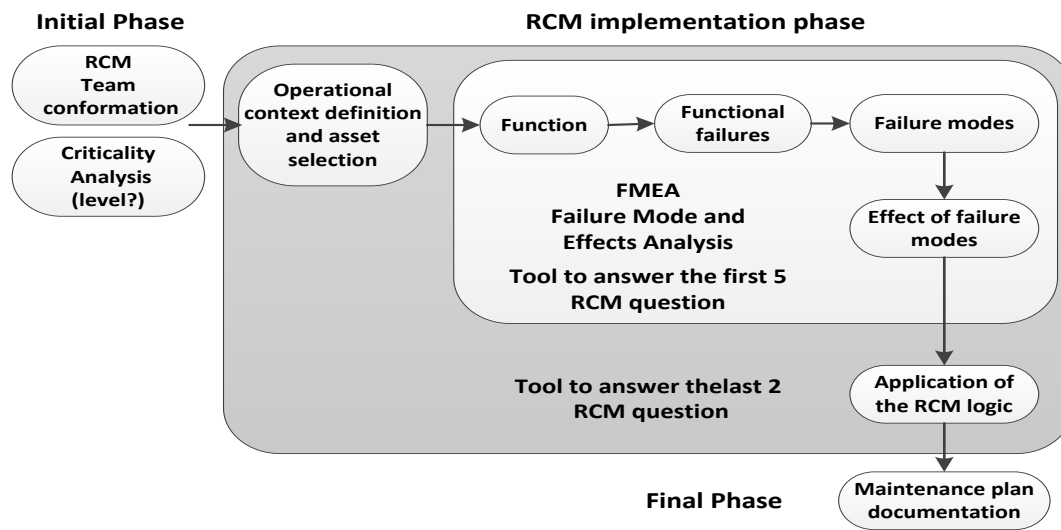 Initial Phase
RCM implementation phase
RCM
Team
conformation
Criticality
Analysis
(level?)
Operational
context definition
and asset
selection
Function
Functional
failures
Failure modes
FMEA
Failure Mode and
Effects Analysis
Effect of failure
modes
Tool to answer the first 5
RCM question
Tool to answer thelast 2
RCM question
Application of
the RCM logic
Final Phase
Maintenance plan
documentation